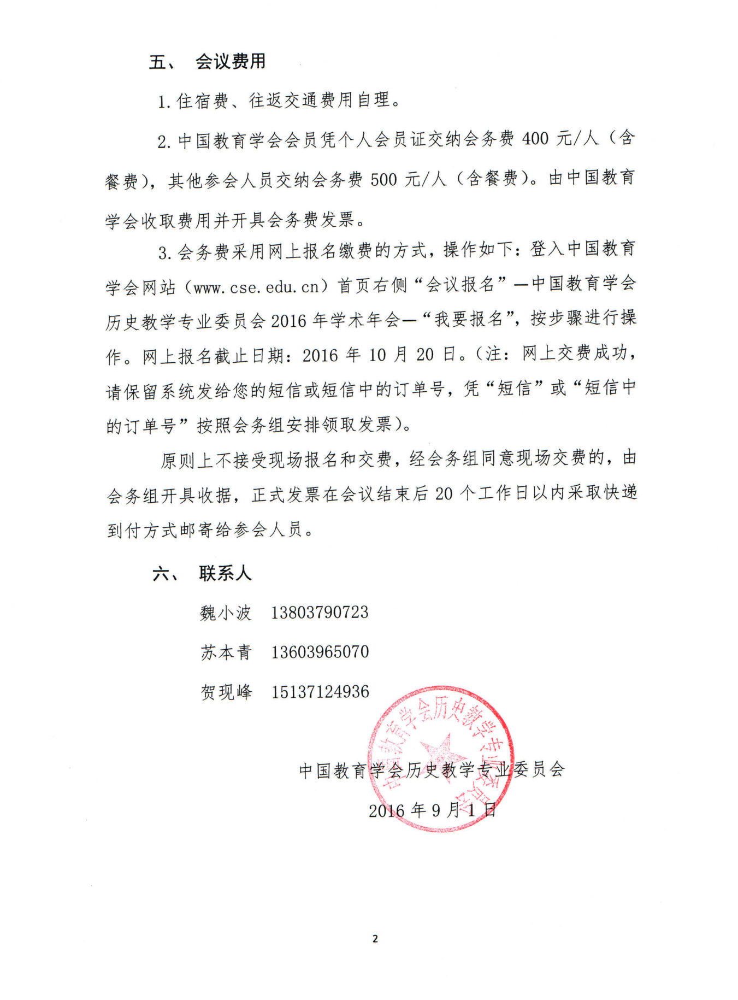 五、 会议费用
1.住宿费、往返交通费用自理。
2.中国教育学会会员凭个人会员证交纳会务费 400 元/人（含
餐费），其他参会人员交纳会务费 500 元/人（含餐费）。由中国教育
学会收取费用并开具会务费发票。
3.会务费采用网上报名缴费的方式，操作如下：登入中国教育
学会网站（www.cse.edu.cn）首页右侧“会议报名”—中国教育学会
历史教学专业委员会 2016 年学术年会—“我要报名”，按步骤进行操
作。网上报名截止日期：2016 年 10 月 20 日。（注：网上交费成功，
请保留系统发给您的短信或短信中的订单号，凭“短信”或“短信中
的订单号”按照会务组安排领取发票）。
原则上不接受现场报名和交费，经会务组同意现场交费的，由
会务组开具收据，正式发票在会议结束后 20 个工作日以内采取快递
到付方式邮寄给参会人员。
六、 联系人
魏小波 13803790723
苏本青 13603965070
贺现峰 15137124936
中国教育学会历史教学专业委员会
中国教育学会历史教学专业委员会
2016 年 9 月 1 日
2